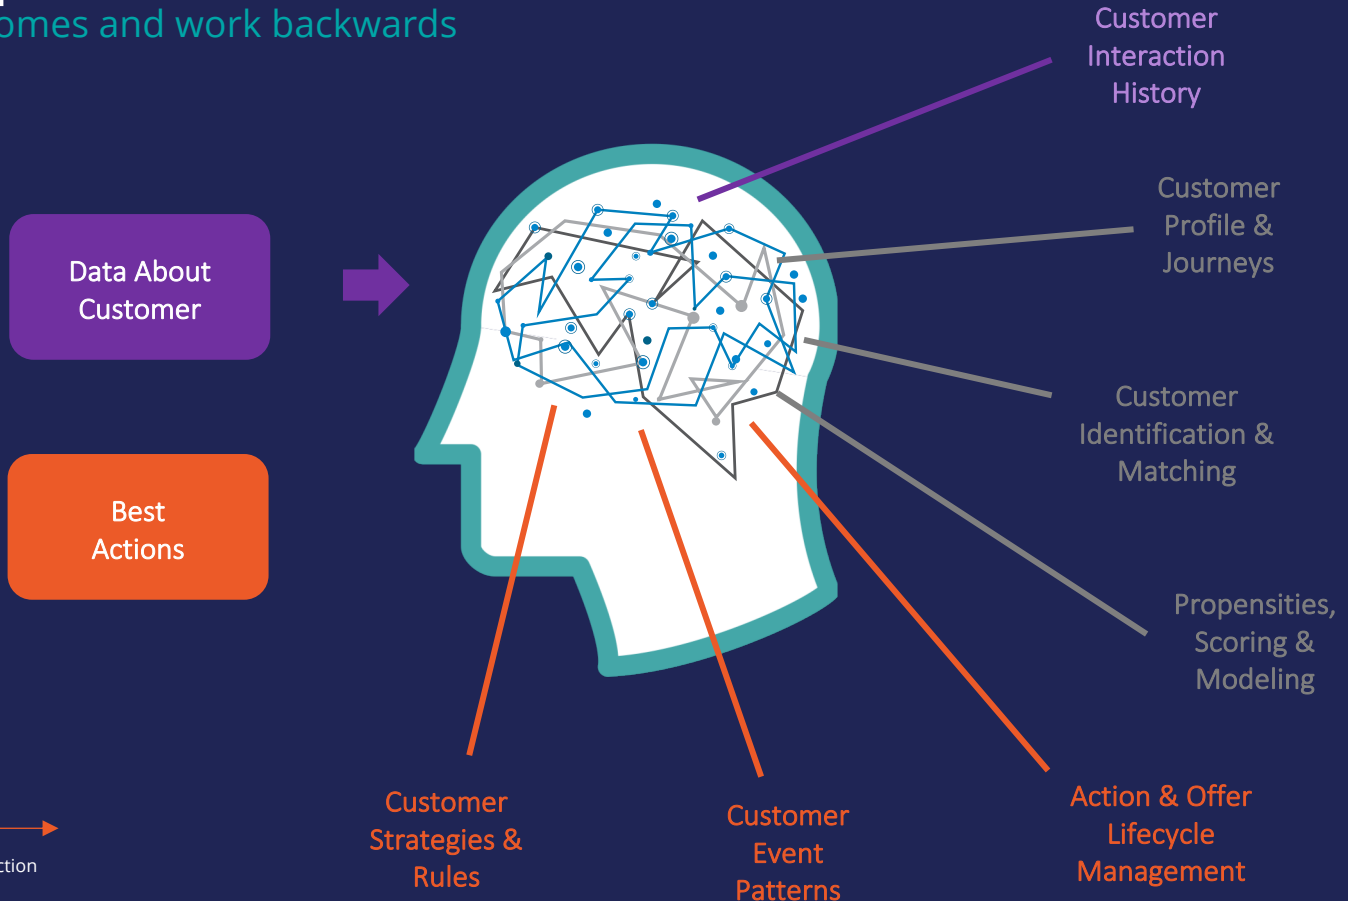 omes and work backwards
Customer
Interaction
History
Customer
Profile &
Journeys
Data About
Customer
Customer
Identification &
Matching
Best
Actions
Propensities,
Scoring &
Modeling
Customer
Strategies &
Rules
Customer
Event
Patterns
Action & Offer
Lifecycle
Management
ction